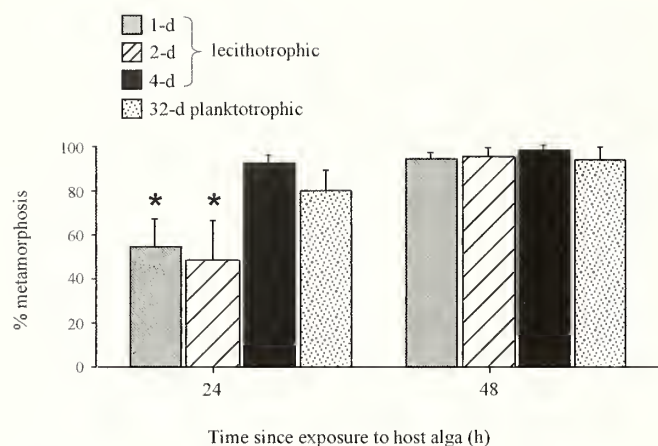 1-d
2-d
lecithotrophic
4-d
32-d planktotrophic
% metamorphosis
100
80
60
40
20
0
* *
24 48
Time since exposure to host alga (h)